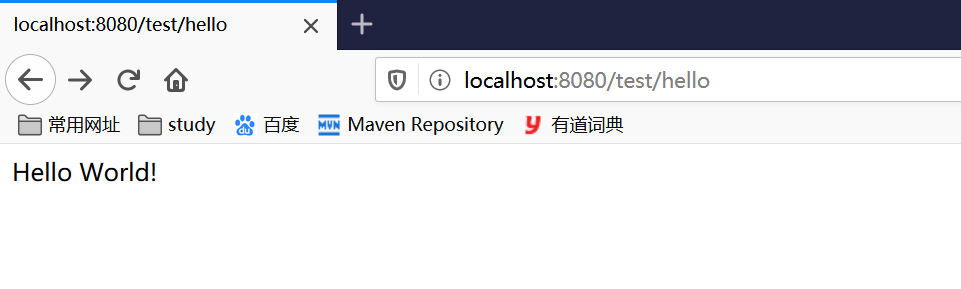 localhost:8080/test/hello
localhost:8080/test/hello
常用网址 study 百度 MVN Maven Repository 有道词典
Hello World!